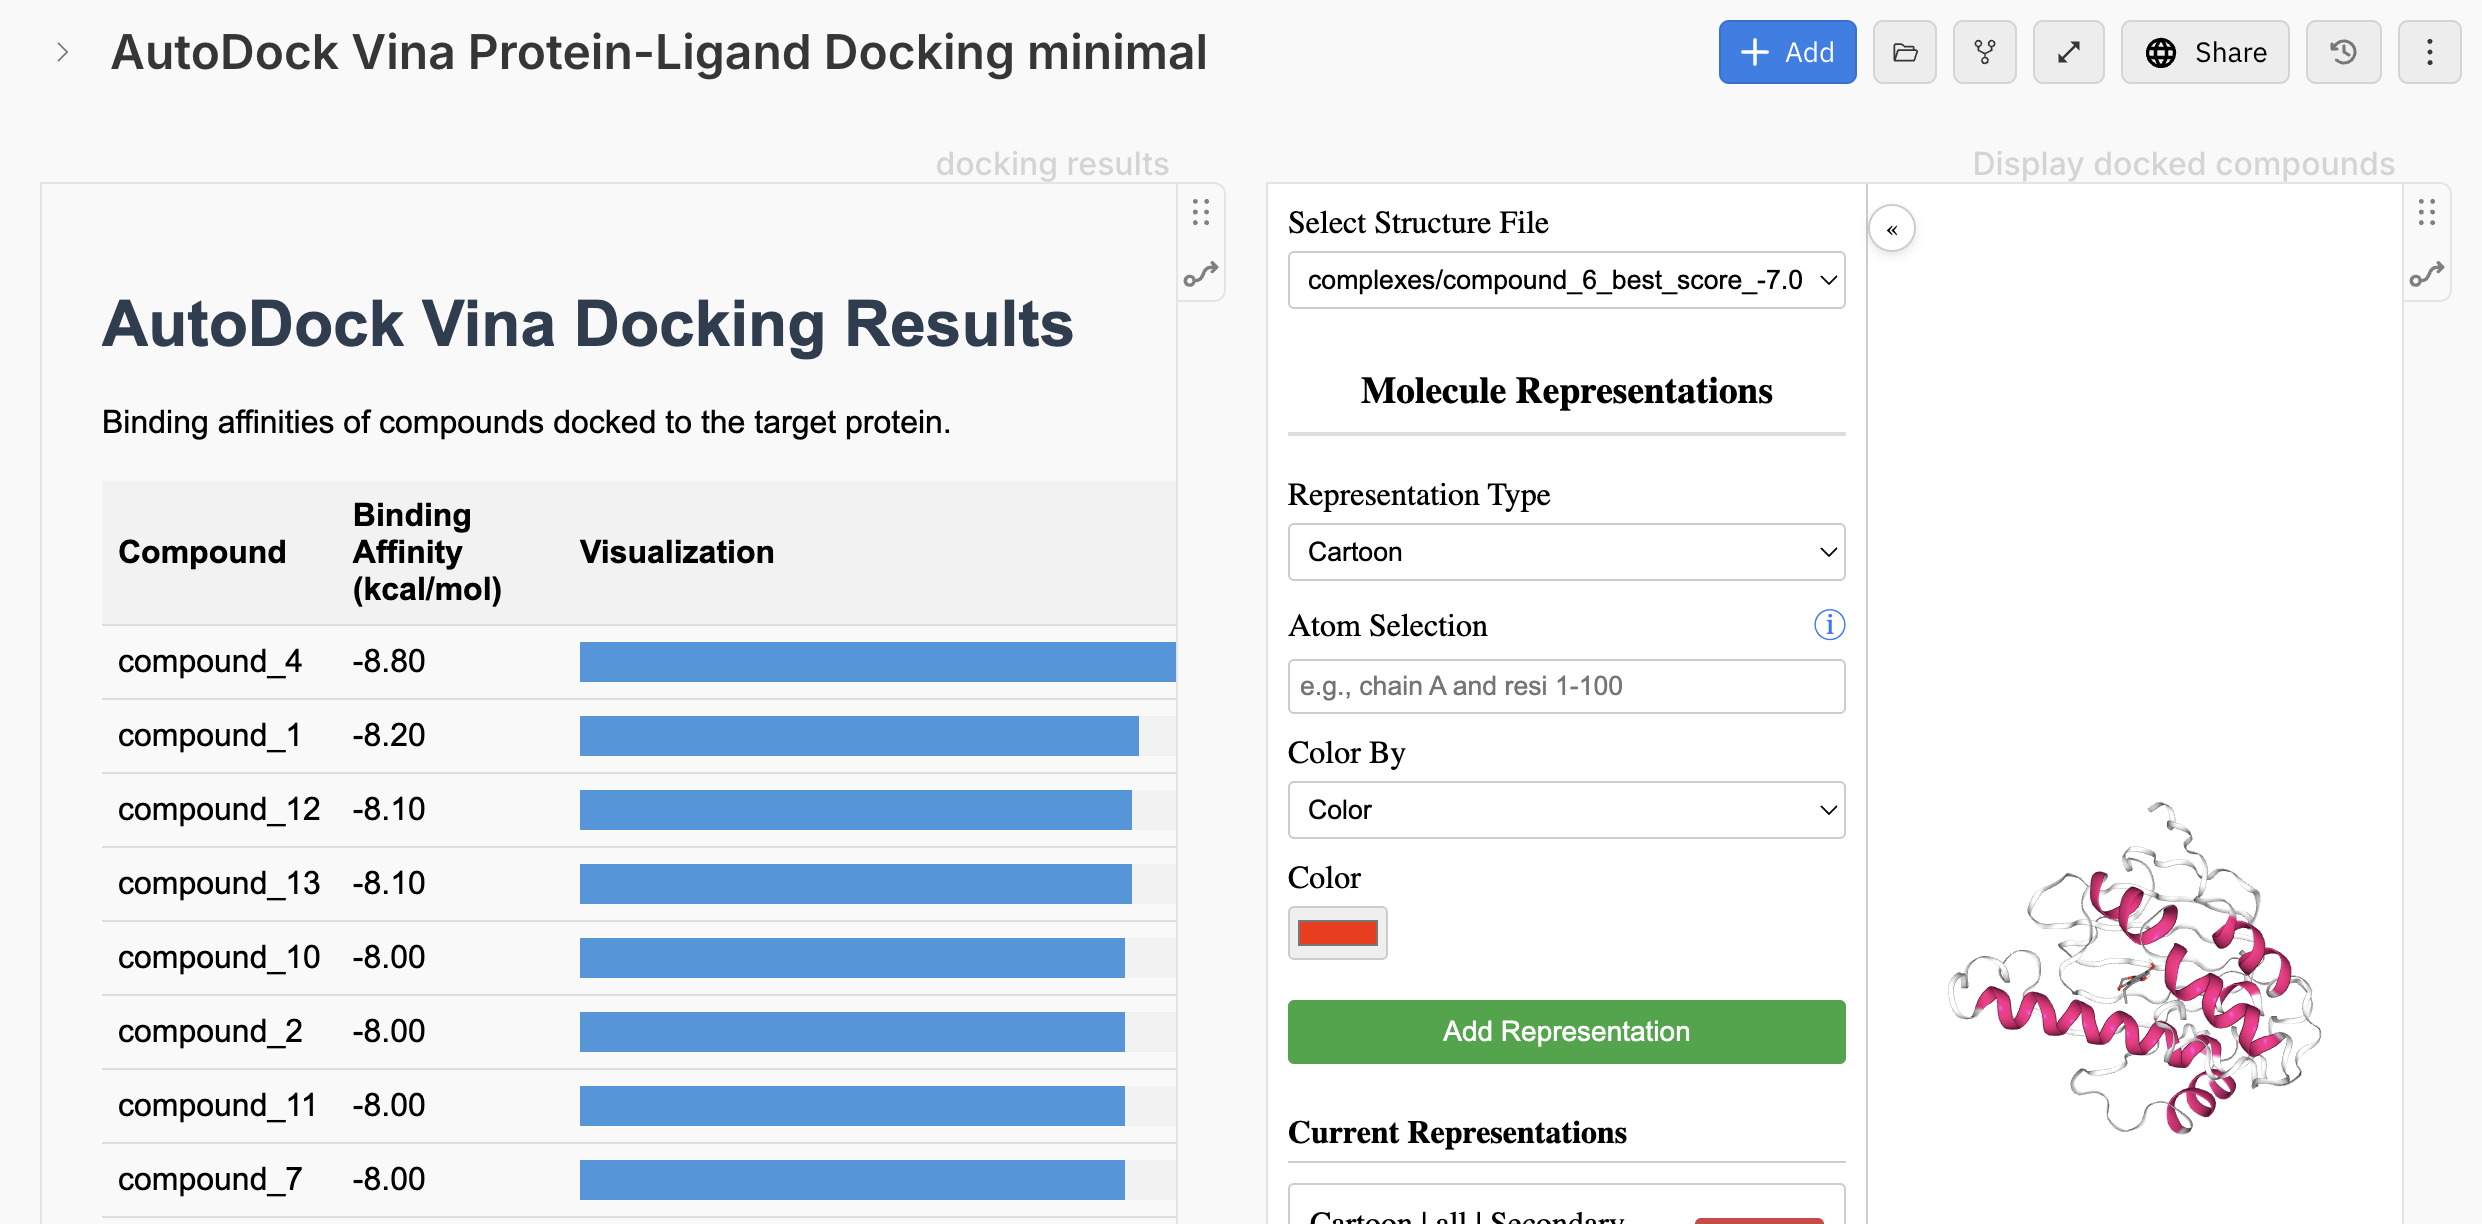 AutoDock Vina Protein-Ligand Docking minimal
Add
Share
docking results
AutoDock Vina Docking Results
Binding affinities of compounds docked to the target protein.
Compound
Binding
Affinity
(kcal/mol)
Visualization
compound_4 -8.80
compound_1 -8.20
compound_12 -8.10
compound_13 -8.10
compound_10 -8.00
compound_2 -8.00
compound_11 -8.00
compound_7 -8.00
Display docked compounds
Select Structure File
complexes/compound_6_best_score_-7.0
«
Molecule Representations
Representation Type
Cartoon
Atom Selection
i
e.g., chain A and resi 1-100
Color By
Color
Color
Add Representation
Current Representations
Cartoon | all | Secondary